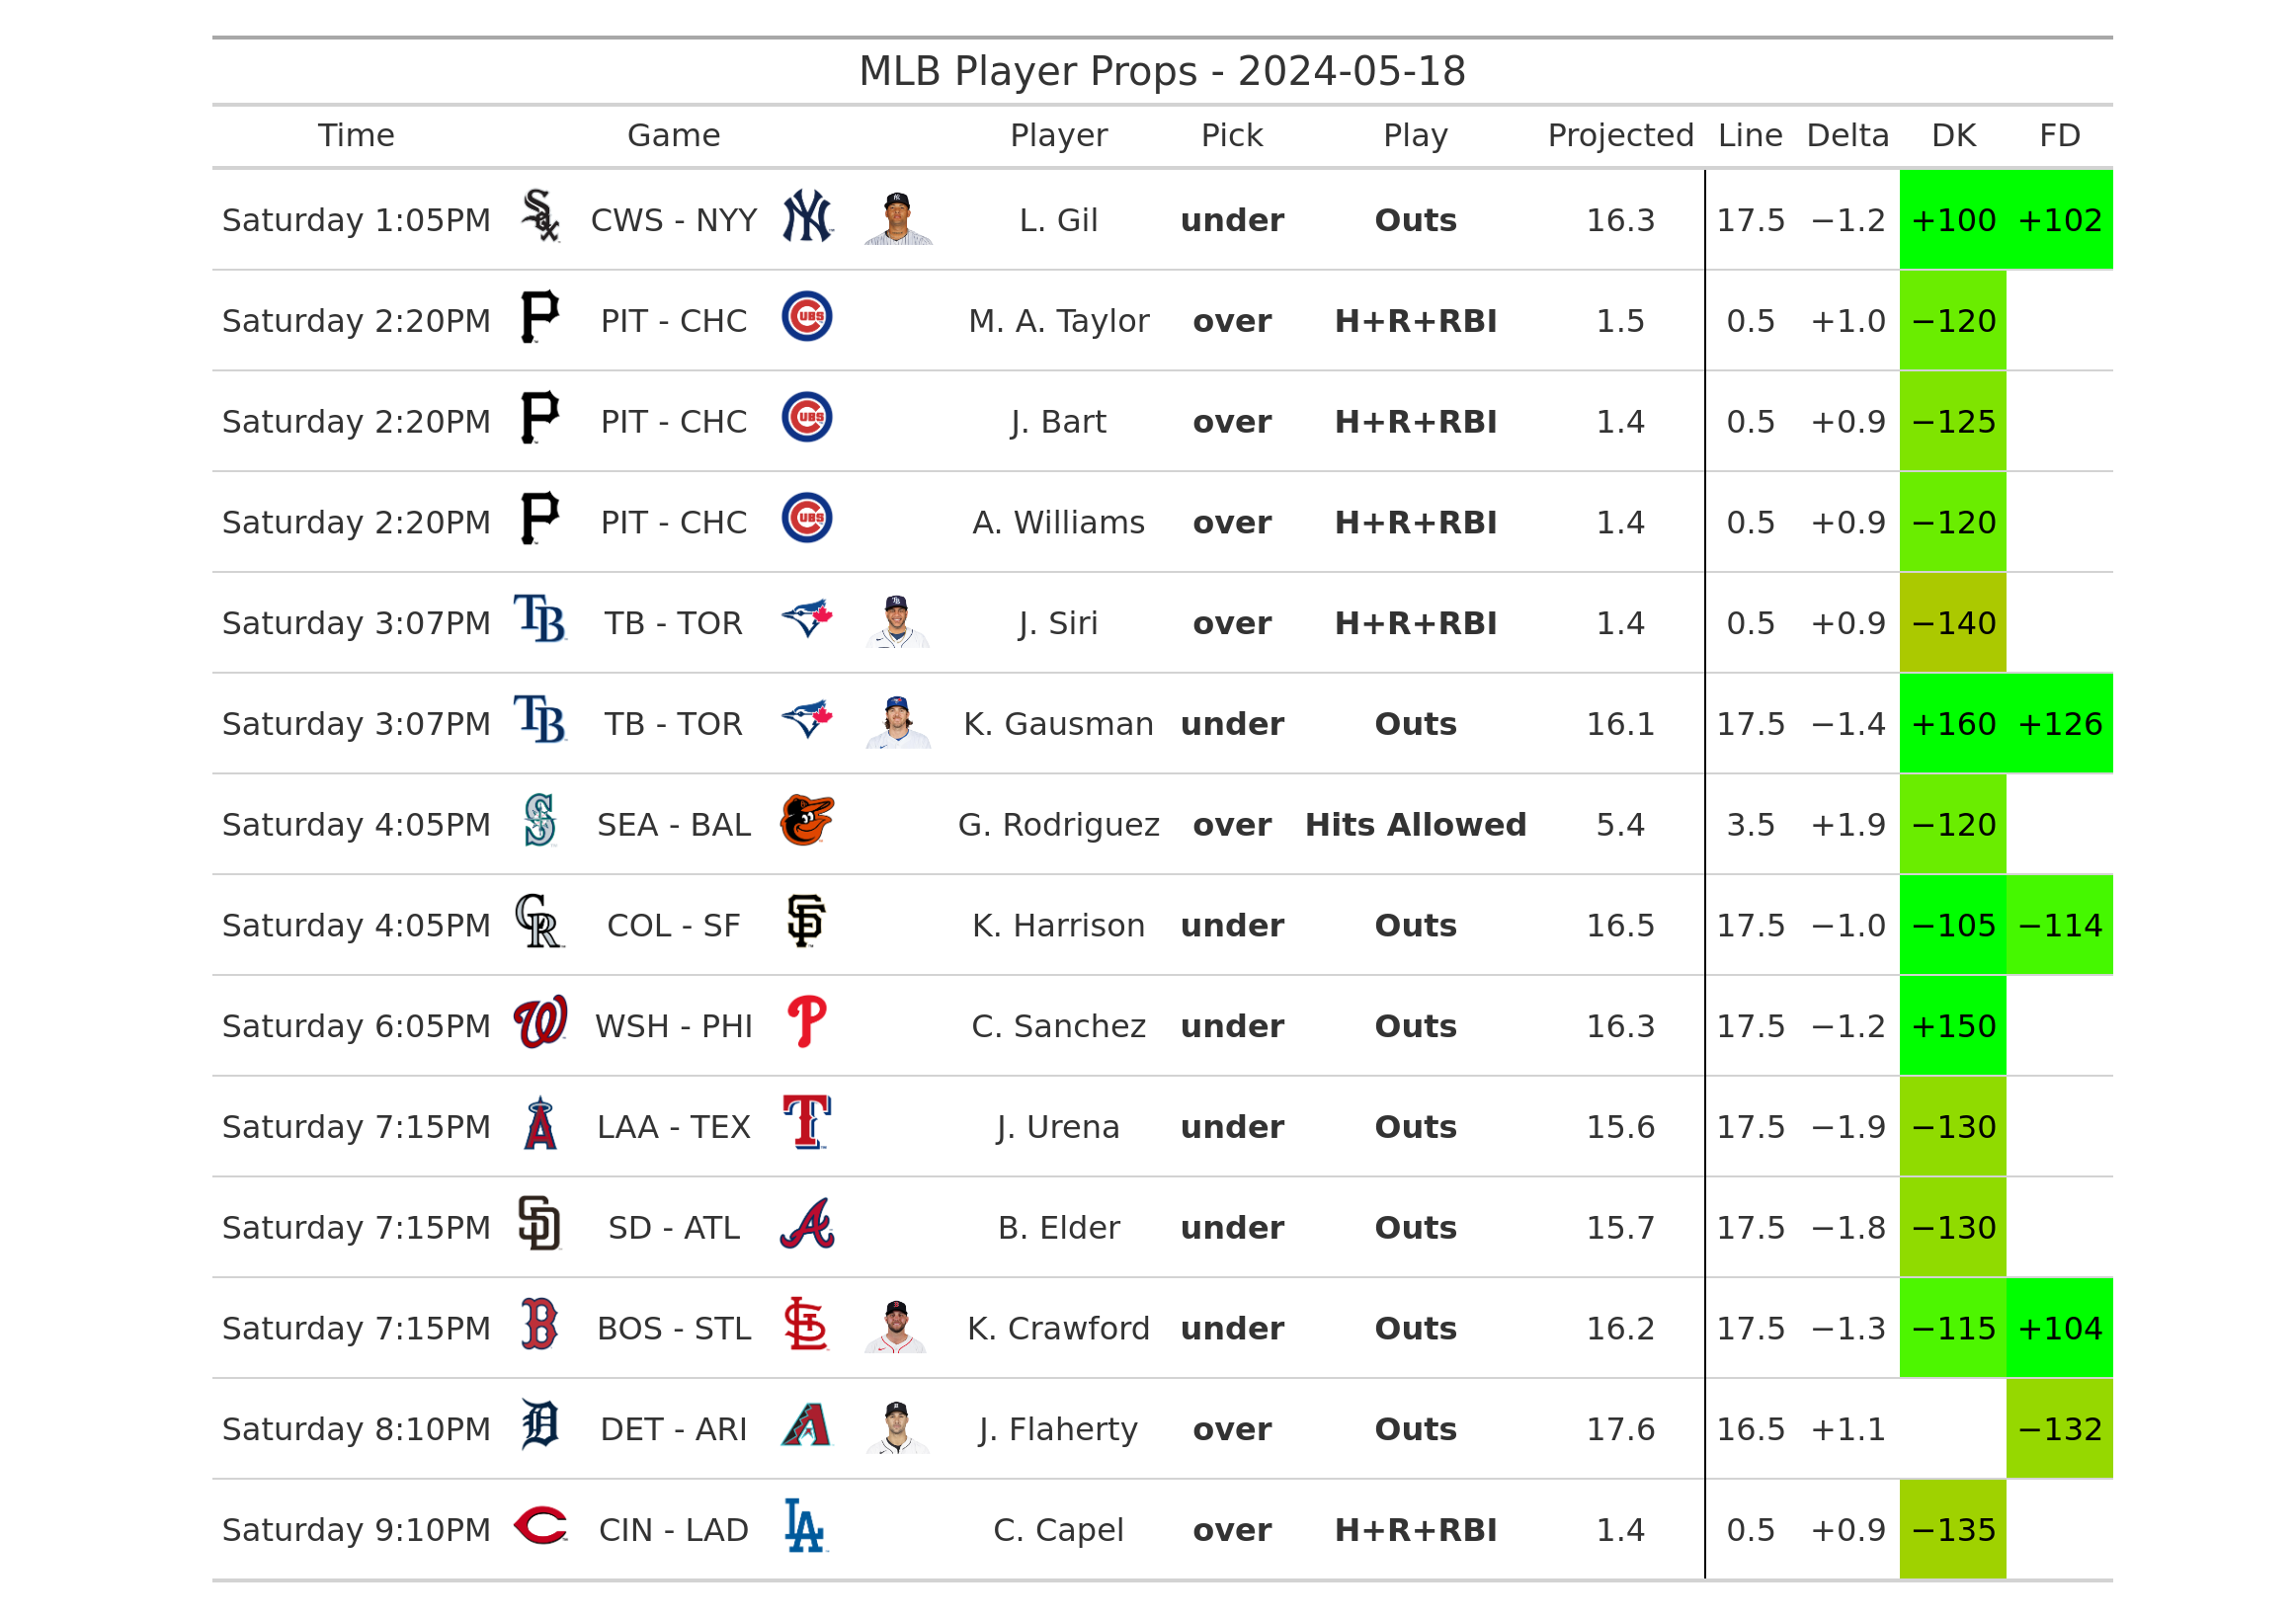 MLB Player Props - 2024-05-18
Time Game Player Pick Play Projected Line Delta DK FD
Saturday 1:05PM CWS - NYY L. Gil under Outs 16.3 17.5 −1.2 +100 +102
Saturday 2:20PM PIT - CHC M. A. Taylor over H+R+RBI 1.5 0.5 +1.0 −120
Saturday 2:20PM PIT - CHC J. Bart over H+R+RBI 1.4 0.5 +0.9 −125
Saturday 2:20PM PIT - CHC A. Williams over H+R+RBI 1.4 0.5 +0.9 −120
Saturday 3:07PM TB - TOR J. Siri over H+R+RBI 1.4 0.5 +0.9 −140
Saturday 3:07PM TB - TOR K. Gausman under Outs 16.1 17.5 −1.4 +160 +126
Saturday 4:05PM SEA - BAL G. Rodriguez over Hits Allowed 5.4 3.5 +1.9 −120
Saturday 4:05PM COL - SF K. Harrison under Outs 16.5 17.5 −1.0 −105 −114
Saturday 6:05PM WSH - PHI C. Sanchez under Outs 16.3 17.5 −1.2 +150
Saturday 7:15PM LAA - TEX J. Urena under Outs 15.6 17.5 −1.9 −130
Saturday 7:15PM SD - ATL B. Elder under Outs 15.7 17.5 −1.8 −130
Saturday 7:15PM BOS - STL K. Crawford under Outs 16.2 17.5 −1.3 −115 +104
Saturday 8:10PM DET - ARI J. Flaherty over Outs 17.6 16.5 +1.1 −132
Saturday 9:10PM CIN - LAD C. Capel over H+R+RBI 1.4 0.5 +0.9 −135